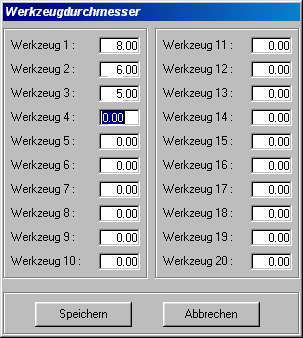 Werkzeugdurchmesser
Werkzeug 1 : 8.00
Werkzeug 2 : 6.00
Werkzeug 3 : 5.00
Werkzeug 4 : 0.00
Werkzeug 5 : 0.00
Werkzeug 6 : 0.00
Werkzeug 7 : 0.00
Werkzeug 8 : 0.00
Werkzeug 9 : 0.00
Werkzeug 10 : 0.00
Werkzeug 11 : 0.00
Werkzeug 12 : 0.00
Werkzeug 13 : 0.00
Werkzeug 14 : 0.00
Werkzeug 15 : 0.00
Werkzeug 16 : 0.00
Werkzeug 17 : 0.00
Werkzeug 18 : 0.00
Werkzeug 19 : 0.00
Werkzeug 20 : 0.00
Speichern Abbrechen